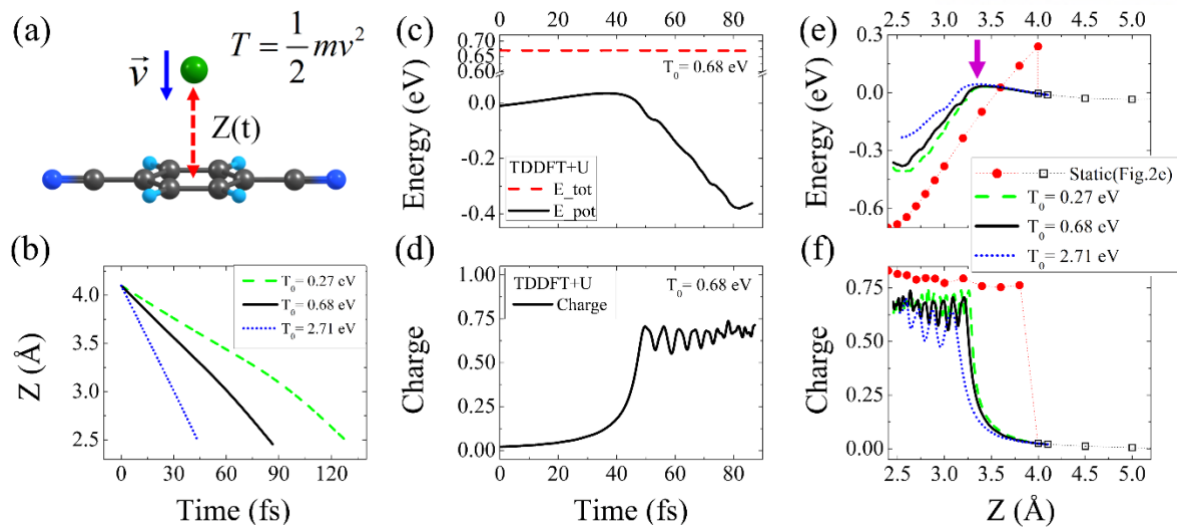 (a)
T = 1/2 mv²
v⃗
Z(t)
(b)
T₀= 0.27 eV
T₀= 0.68 eV
T₀= 2.71 eV
4.0
3.5
3.0
2.5
Z (Å)
0 30 60 90 120
Time (fs)
(c)
0 20 40 60 80
0.70
0.65
0.60
0.0
-0.2
-0.4
Energy (eV)
T₀= 0.68 eV
TDDFT+U
E_tot
E_pot
(d)
TDDFT+U
Charge
T₀= 0.68 eV
1.00
0.75
0.50
0.25
0.00
Charge
0 20 40 60 80
Time (fs)
(e)
2.5 3.0 3.5 4.0 4.5 5.0
0.3
0.0
-0.3
-0.6
Energy (eV)
Static(Fig.2e)
T₀= 0.27 eV
T₀= 0.68 eV
T₀= 2.71 eV
(f)
0.75
0.50
0.25
0.00
Charge
2.5 3.0 3.5 4.0 4.5 5.0
Z (Å)